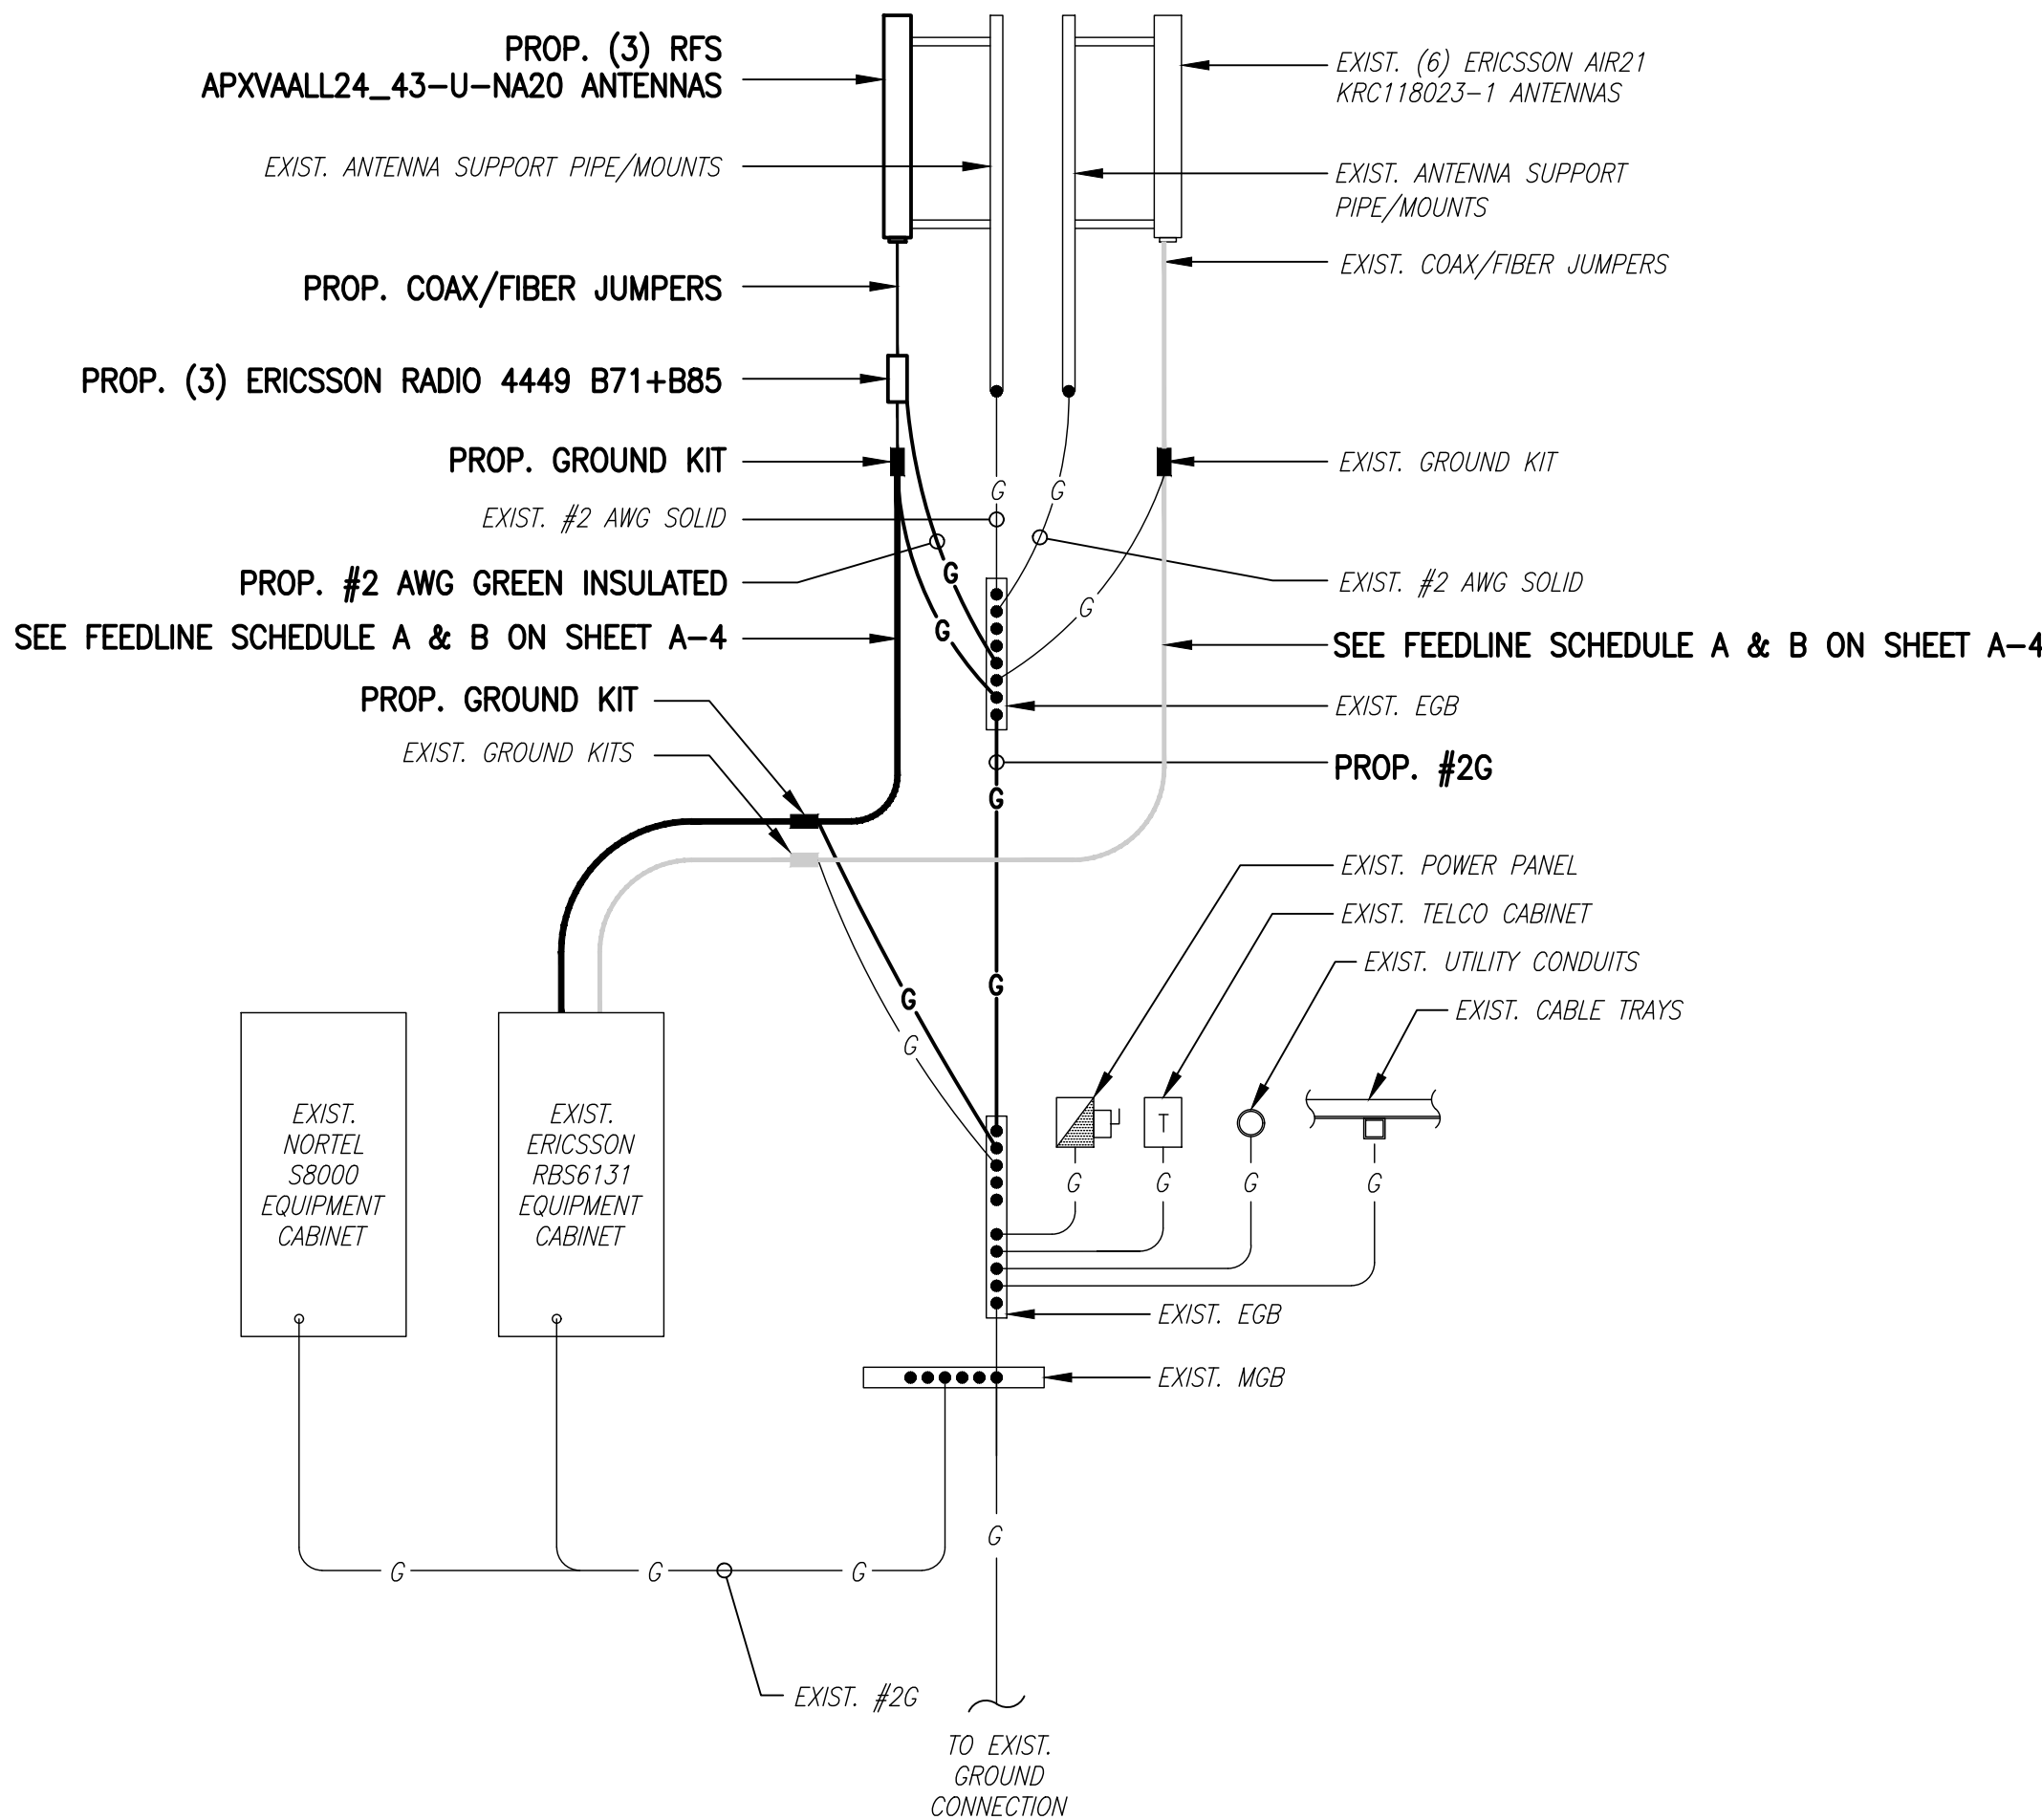 PROP. (3) RFS
APXVAALL24_43-U-NA20 ANTENNAS
EXIST. (6) ERICSSON AIR21
KRC118023-1 ANTENNAS
EXIST. ANTENNA SUPPORT PIPE/MOUNTS
EXIST. ANTENNA SUPPORT
PIPE/MOUNTS
PROP. COAX/FIBER JUMPERS
EXIST. COAX/FIBER JUMPERS
PROP. (3) ERICSSON RADIO 4449 B71+B85
PROP. GROUND KIT
EXIST. GROUND KIT
G
G
EXIST. #2 AWG SOLID
G
PROP. #2 AWG GREEN INSULATED
EXIST. #2 AWG SOLID
G
G
SEE FEEDLINE SCHEDULE A & B ON SHEET A-4
SEE FEEDLINE SCHEDULE A & B ON SHEET A-4
PROP. GROUND KIT
EXIST. EGB
EXIST. GROUND KITS
PROP. #2G
G
EXIST. POWER PANEL
EXIST. TELCO CABINET
EXIST. UTILITY CONDUITS
G
G
EXIST. CABLE TRAYS
G
EXIST.
NORTEL
S8000
EQUIPMENT
CABINET
EXIST.
ERICSSON
RBS6131
EQUIPMENT
CABINET
T
G
G
G
G
EXIST. EGB
EXIST. MGB
G
G
G
G
EXIST. #2G
TO EXIST.
GROUND
CONNECTION